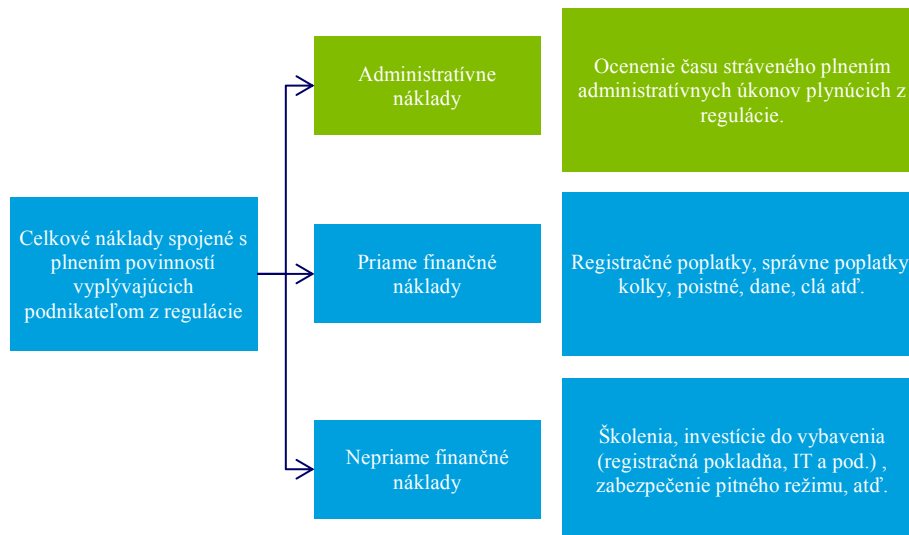 Celkové náklady spojené s
plnením povinností
vyplývajúcich
podnikateľom z regulácie
Administratívne
náklady
Ocenenie času stráveného plnením
administratívnych úkonov plynúcich z
regulácie.
Priame finančné
náklady
Registračné poplatky, správne poplatky
kolky, poistné, dane, clá atď.
Nepriame finančné
náklady
Školenia, investície do vybavenia
(registračná pokladňa, IT a pod.) ,
zabezpečenie pitného režimu, atď.